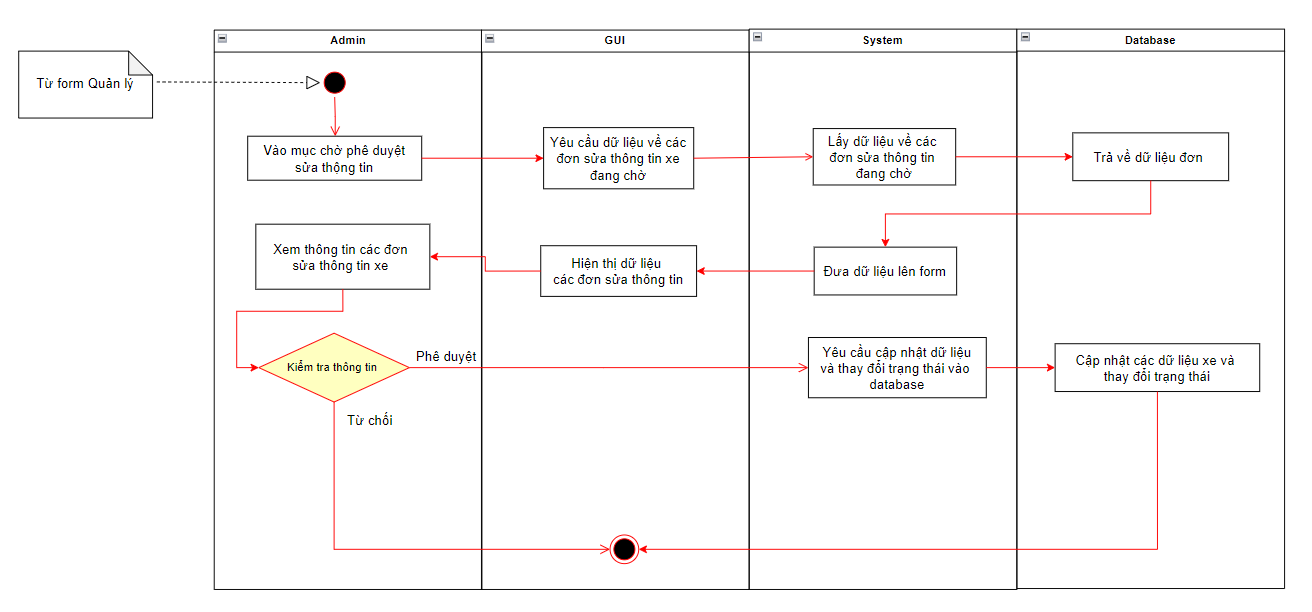 Admin
GUI
System
Database
Từ form Quản lý
Vào mục chờ phê duyệt
sửa thộng tin
Yêu cầu dữ liệu về các
đơn sửa thông tin xe
đang chờ
Lấy dữ liệu về các
đơn sửa thông tin
đang chờ
Trả về dữ liệu đơn
Xem thông tin các đơn
sửa thông tin xe
Hiện thị dữ liệu
các đơn sửa thông tin
Đưa dữ liệu lên form
Kiểm tra thông tin
Phê duyệt
Yêu cầu cập nhật dữ liệu
và thay đổi trạng thái vào
database
Cập nhật các dữ liệu xe và
thay đổi trạng thái
Từ chối